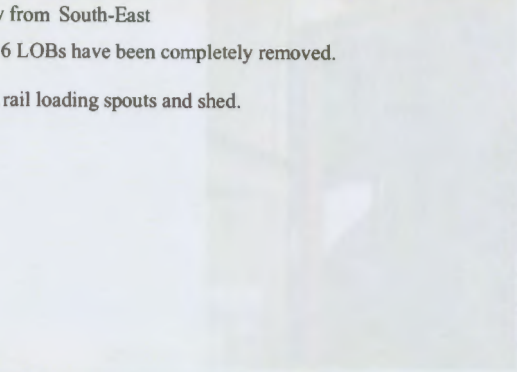 from South-East
6 LOBs have been completely removed.
rail loading spouts and shed.